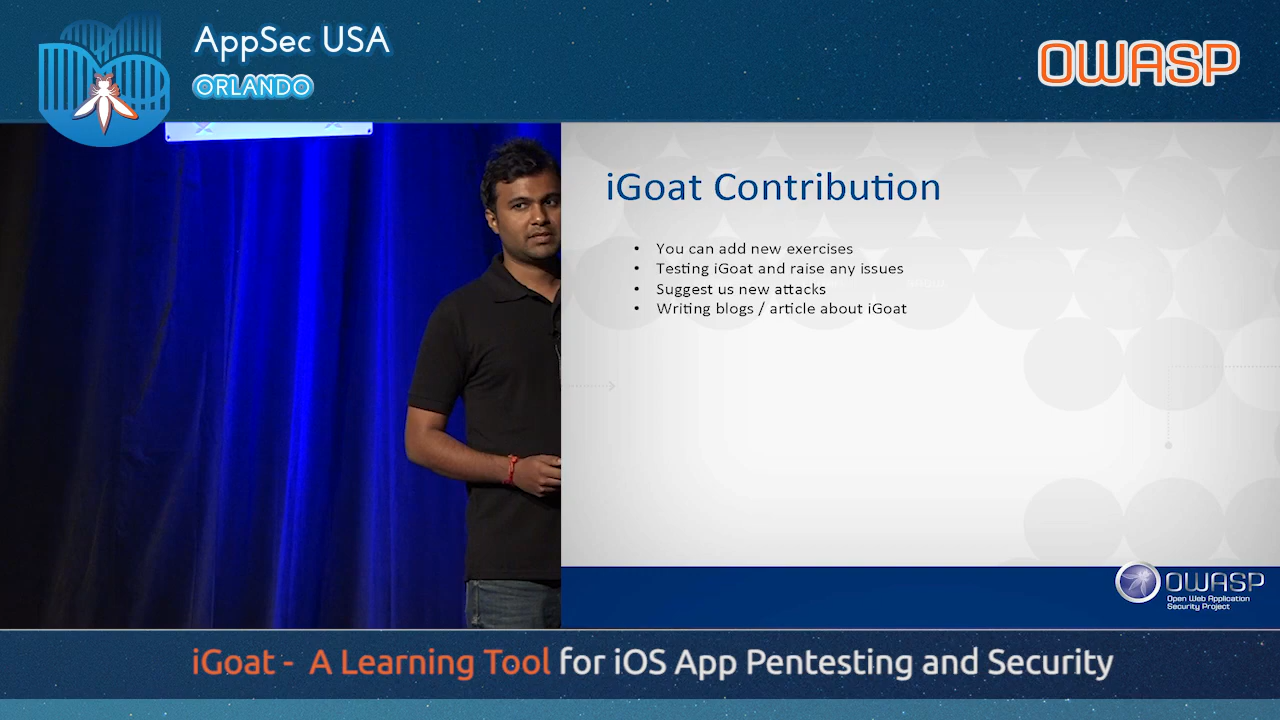 AppSec USA
ORLANDO
OWASP
iGoat Contribution
• You can add new exercises
• Testing iGoat and raise any issues
• Suggest us new attacks
• Writing blogs / article about iGoat
OWASP
Open Web Application
Security Project
iGoat - A Learning Tool for iOS App Pentesting and Security